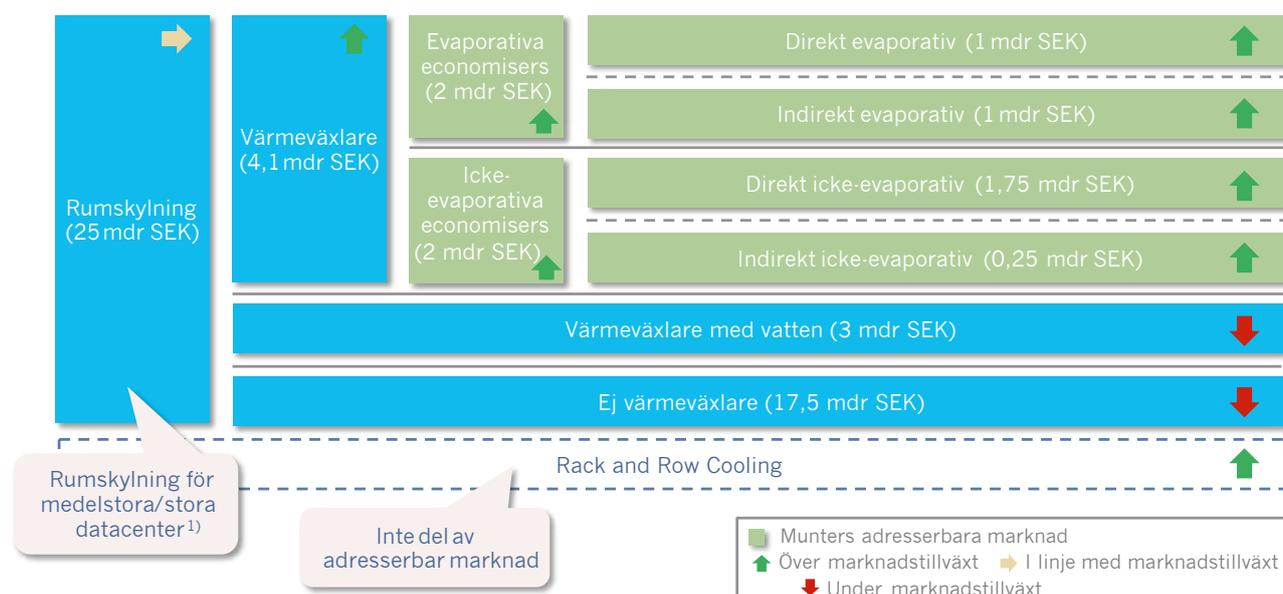 Rumskylning
(25 mdr SEK)
Värmeväxlare
(4,1 mdr SEK)
Evaporativa
economisers
(2 mdr SEK)
Direkt evaporativ (1 mdr SEK)
Indirekt evaporativ (1 mdr SEK)
Icke-
evaporativa
economisers
(2 mdr SEK)
Direkt icke-evaporativ (1,75 mdr SEK)
Indirekt icke-evaporativ (0,25 mdr SEK)
Värmeväxlare med vatten (3 mdr SEK)
Ej värmeväxlare (17,5 mdr SEK)
Rack and Row Cooling
Rumskylning för
medelstora/stora
datacenter 1)
Inte del av
adresserbar marknad
Munters adresserbara marknad
Över marknadstillväxt I linje med marknadstillväxt
Under marknadstillväxt